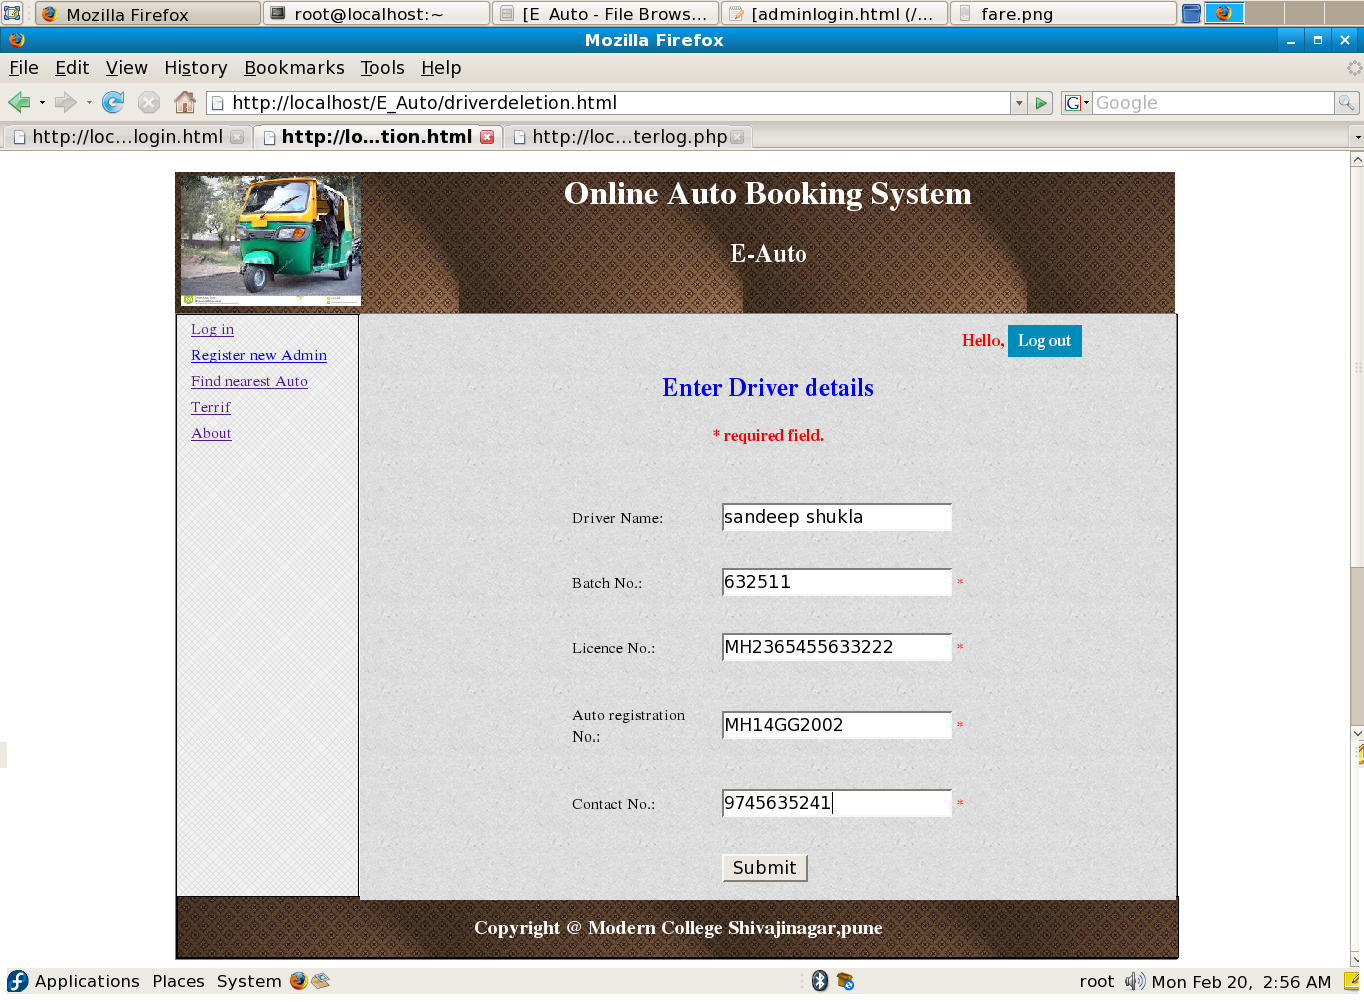 Mozilla Firefox
root@localhost:~
[E_Auto - File Brows...
[adminlogin.html (/...
fare.png
Mozilla Firefox
File Edit View History Bookmarks Tools Help
http://localhost/E_Auto/driverdeletion.html
G Google
http://loc...login.html
http://lo...tion.html
http://loc...terlog.php
Online Auto Booking System
E-Auto
Log in
Register new Admin
Find nearest Auto
Terrif
About
Hello, Log out
Enter Driver details
* required field.
Driver Name: sandeep shukla
Batch No.: 632511 *
Licence No.: MH2365455633222 *
Auto registration
No.: MH14GG2002 *
Contact No.: 9745635241 *
Submit
Copyright @ Modern College Shivajinagar,pune
Applications Places System
root Mon Feb 20, 2:56 AM